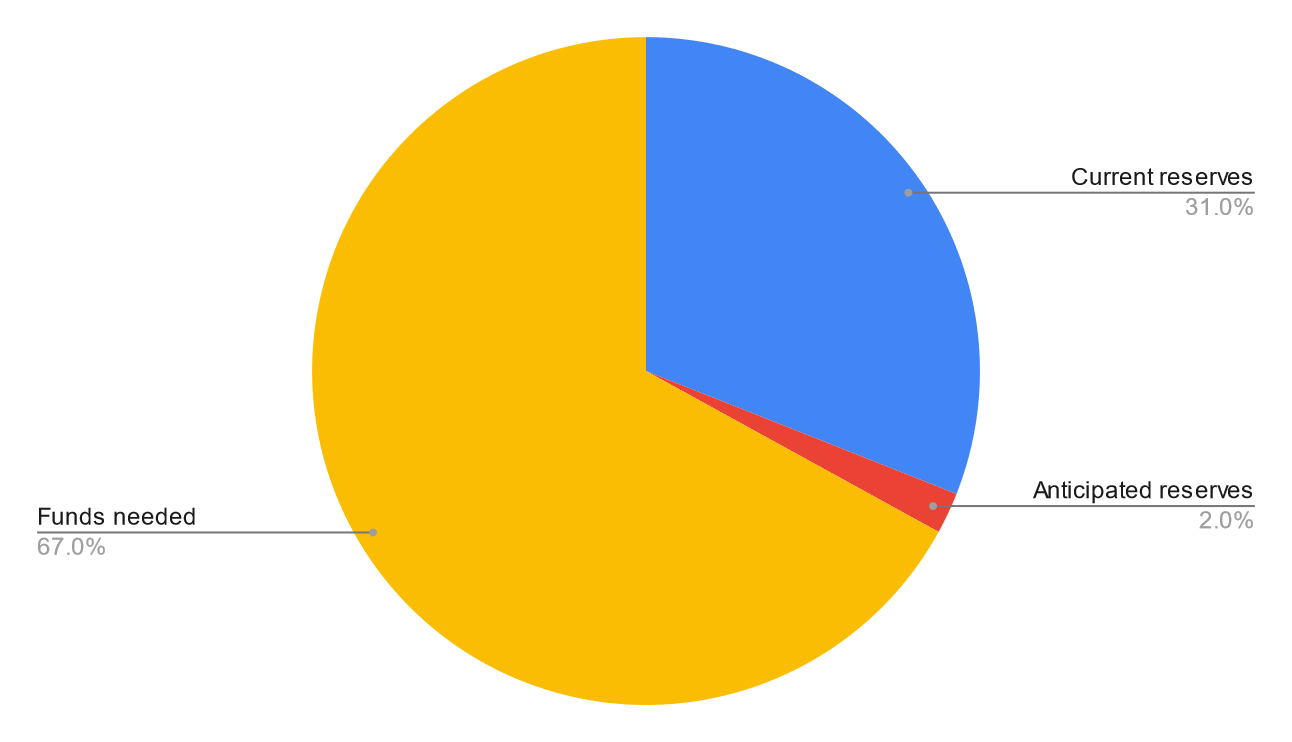 Current reserves
31.0%
Anticipated reserves
2.0%
Funds needed
67.0%